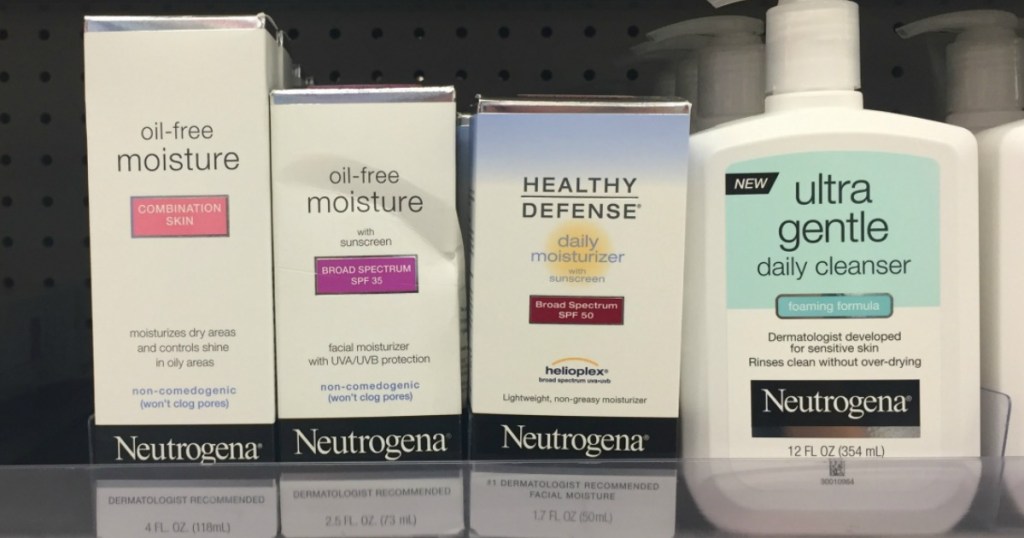 oil-free
moisture
COMBINATION
SKIN
moisturizes dry areas
and controls shine
in oily areas
non-comedogenic
(won't clog pores)
Neutrogena®
DERMATOLOGIST RECOMMENDED
4 FL. OZ. (118mL)
oil-free
moisture
with
sunscreen
BROAD SPECTRUM
SPF 35
facial moisturizer
with UVA/UVB protection
non-comedogenic
(won't clog pores)
Neutrogena®
DERMATOLOGIST RECOMMENDED
2.5 FL. OZ. (73 mL)
HEALTHY
DEFENSE®
daily
moisturizer
with
sunscreen
Broad Spectrum
SPF 50
helioplex®
broad spectrum uva•uvb
Lightweight, non-greasy moisturizer
Neutrogena®
#1 DERMATOLOGIST RECOMMENDED
FACIAL MOISTURE
1.7 FL OZ (50mL)
NEW
ultra
gentle
daily cleanser
foaming formula
Dermatologist developed
for sensitive skin
Rinses clean without over-drying
Neutrogena®
12 FL OZ (354 mL)